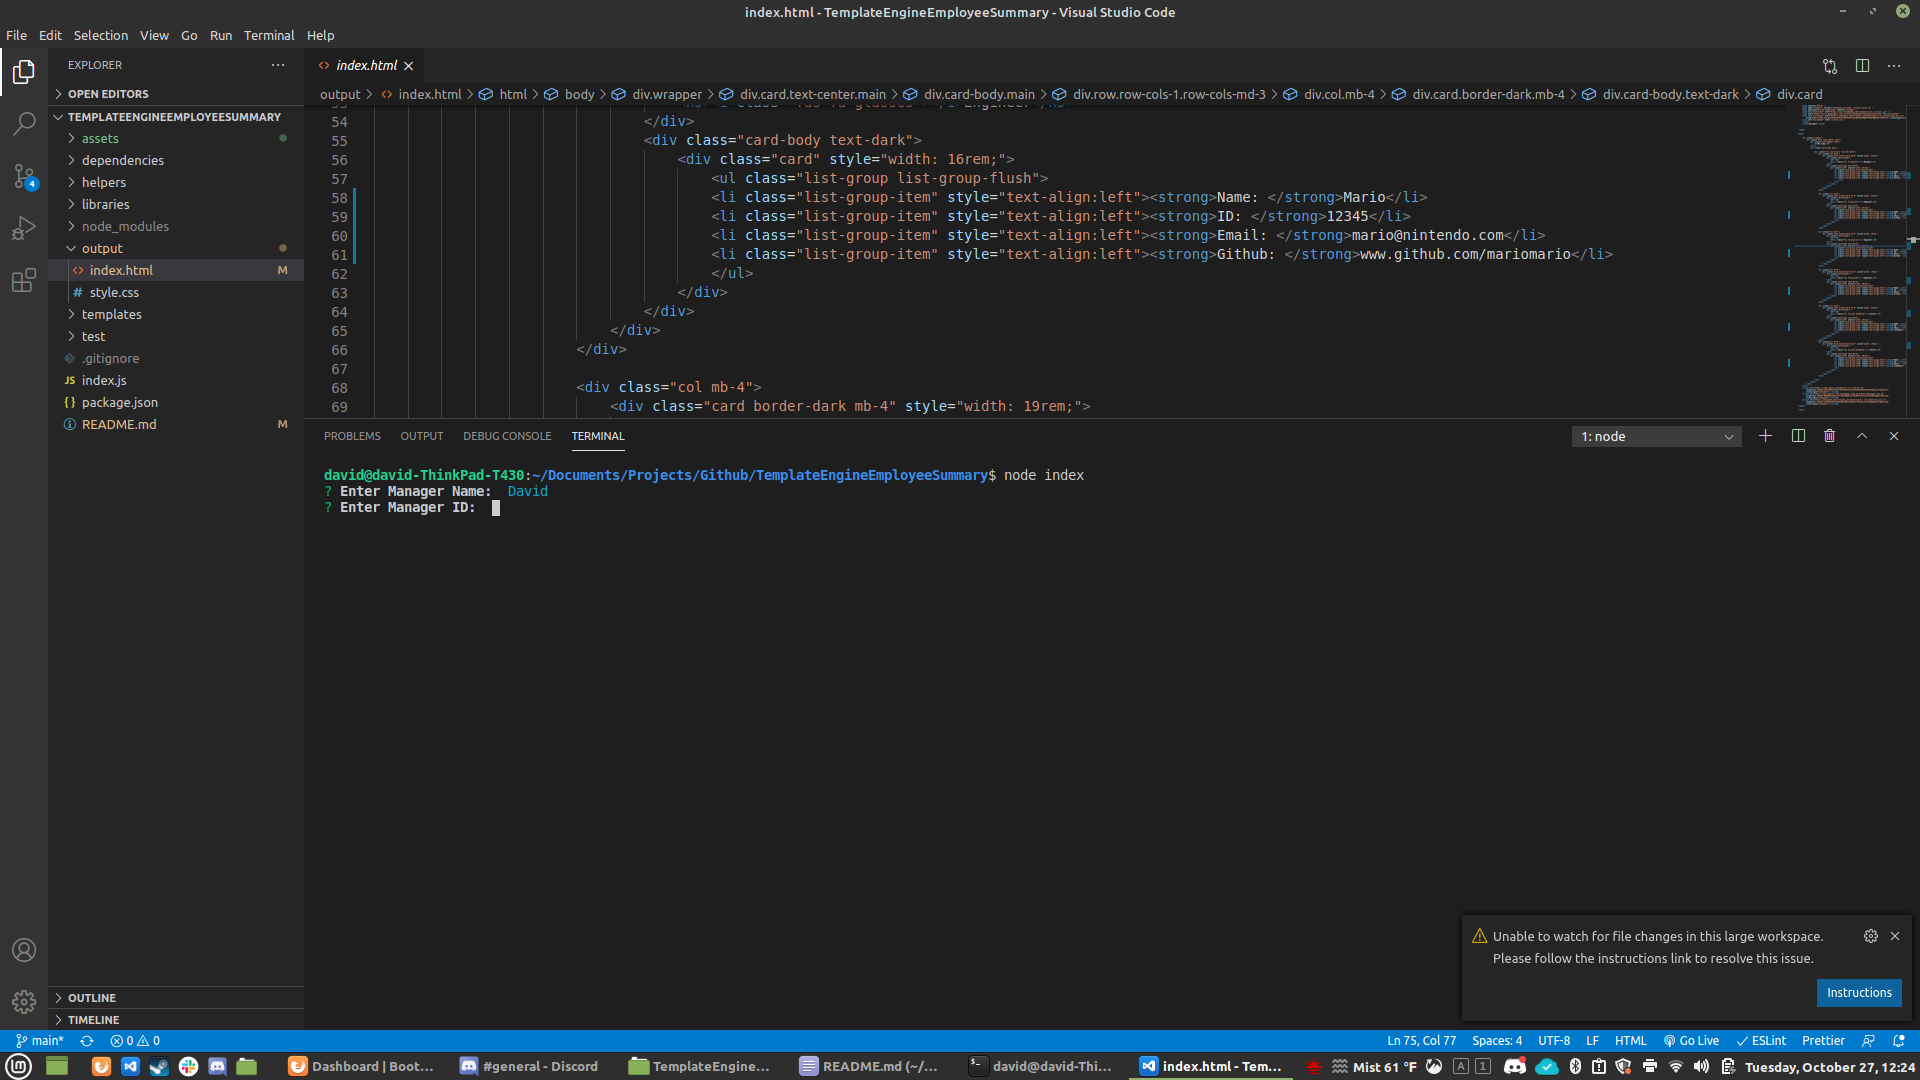 index.html - TemplateEngineEmployeeSummary - Visual Studio Code
File Edit Selection View Go Run Terminal Help
EXPLORER
OPEN EDITORS
TEMPLATEENGINEEMPLOYEESUMMARY
assets
dependencies
helpers
libraries
node_modules
output
index.html M
style.css
templates
test
.gitignore
JS index.js
{} package.json
README.md M
OUTLINE
TIMELINE
4
index.html
output > index.html > html > body > div.wrapper > div.card.text-center.main > div.card-body.main > div.row.row-cols-1.row-cols-md-3 > div.col.mb-4 > div.card.border-dark.mb-4 > div.card-body.text-dark > div.card
54 </div>
55 <div class="card-body text-dark">
56 <div class="card" style="width: 16rem;">
57 <ul class="list-group list-group-flush">
58 <li class="list-group-item" style="text-align:left"><strong>Name: </strong>Mario</li>
59 <li class="list-group-item" style="text-align:left"><strong>ID: </strong>12345</li>
60 <li class="list-group-item" style="text-align:left"><strong>Email: </strong>mario@nintendo.com</li>
61 <li class="list-group-item" style="text-align:left"><strong>Github: </strong>www.github.com/mariomario</li>
62 </ul>
63 </div>
64 </div>
65 </div>
66 </div>
67
68 <div class="col mb-4">
69 <div class="card border-dark mb-4" style="width: 19rem;">
PROBLEMS OUTPUT DEBUG CONSOLE TERMINAL
1: node
david@david-ThinkPad-T430:~/Documents/Projects/Github/TemplateEngineEmployeeSummary$ node index
? Enter Manager Name: David
? Enter Manager ID:
Unable to watch for file changes in this large workspace.
Please follow the instructions link to resolve this issue.
Instructions
main* 0 0
Ln 75, Col 77 Spaces: 4 UTF-8 LF HTML Go Live ESLint Prettier
Dashboard | Boot... #general - Discord TemplateEngine... README.md (~/... david@david-Thi... index.html - Tem... Mist 61 °F A 1 Tuesday, October 27, 12:24